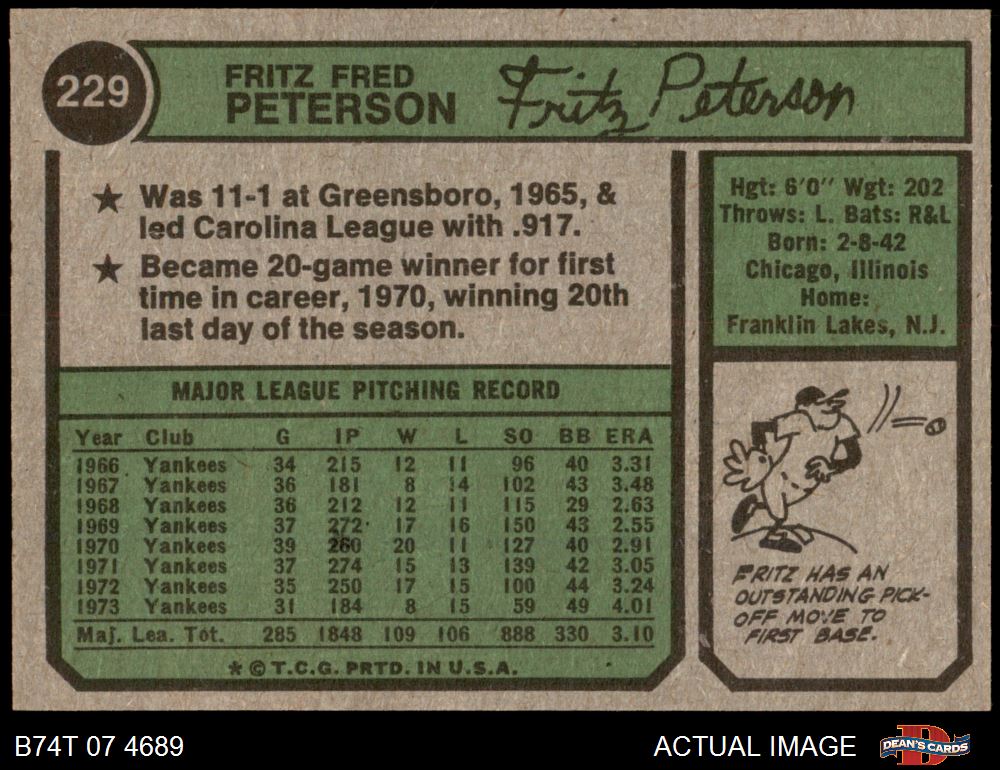 229
FRITZ FRED
PETERSON
Fritz Peterson
★ Was 11-1 at Greensboro, 1965, &
led Carolina League with .917.
★ Became 20-game winner for first
time in career, 1970, winning 20th
last day of the season.
Hgt: 6'0" Wgt: 202
Throws: L. Bats: R&L
Born: 2-8-42
Chicago, Illinois
Home:
Franklin Lakes, N.J.
MAJOR LEAGUE PITCHING RECORD
Year Club G IP W L SO BB ERA
1966 Yankees 34 215 12 11 96 40 3.31
1967 Yankees 36 181 8 14 102 43 3.48
1968 Yankees 36 212 12 11 115 29 2.63
1969 Yankees 37 272 17 16 150 43 2.55
1970 Yankees 39 260 20 11 127 40 2.91
1971 Yankees 37 274 15 13 139 42 3.05
1972 Yankees 35 250 17 15 100 44 3.24
1973 Yankees 31 184 8 15 59 49 4.01
Maj. Lea. Tot. 285 1848 109 106 888 330 3.10
* © T.C.G. PRTD. IN U.S.A.
FRITZ HAS AN
OUTSTANDING PICK-
OFF MOVE TO
FIRST BASE.
B74T 07 4689
ACTUAL IMAGE
DEAN'S CARDS